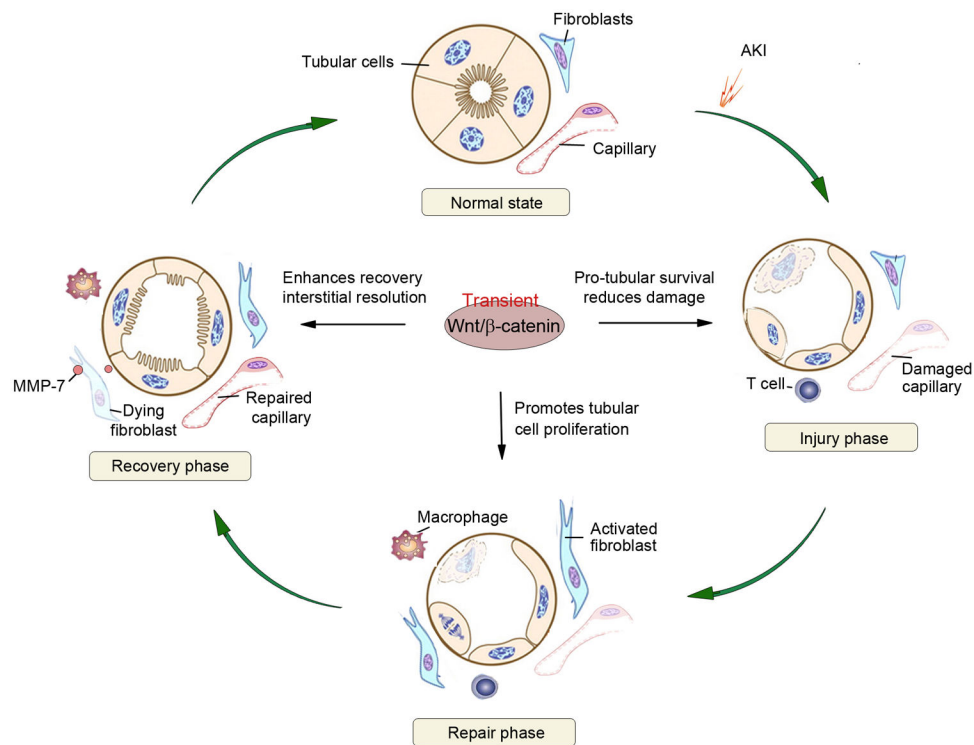 Fibroblasts
AKI
Tubular cells
Capillary
Normal state
Enhances recovery
interstitial resolution
Transient
Wnt/β-catenin
Pro-tubular survival
reduces damage
MMP-7
Dying
fibroblast
Repaired
capillary
Recovery phase
T cell
Damaged
capillary
Injury phase
Promotes tubular
cell proliferation
Macrophage
Activated
fibroblast
Repair phase